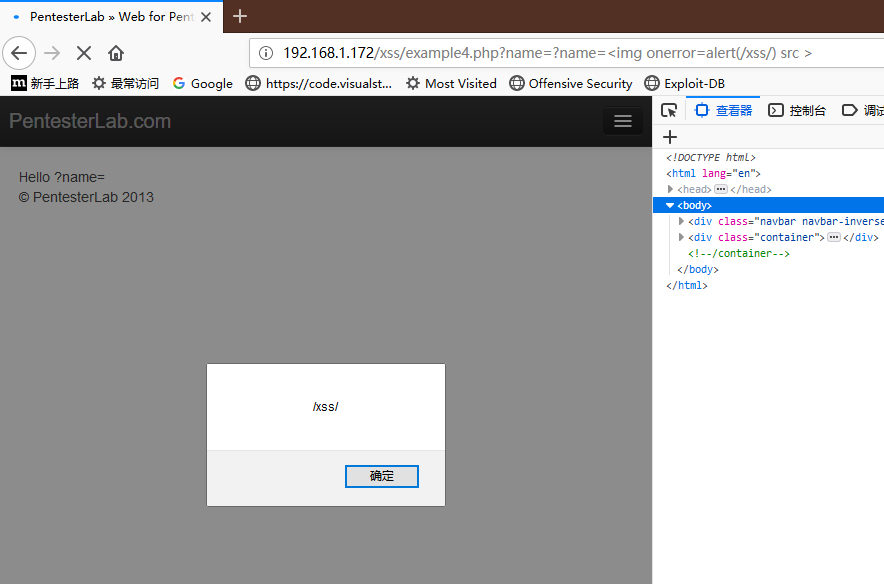 PentesterLab » Web for Pent
192.168.1.172/xss/example4.php?name=?name=<img onerror=alert(/xss/) src >
m 新手上路 最常访问 Google https://code.visualst... Most Visited Offensive Security Exploit-DB
PentesterLab.com
Hello ?name=
© PentesterLab 2013
/xss/
确定
查看器 控制台 调试
<!DOCTYPE html>
<html lang="en">
<head>⋯</head>
<body>
<div class="navbar navbar-inverse
<div class="container">⋯</div>
<!--/container-->
</body>
</html>